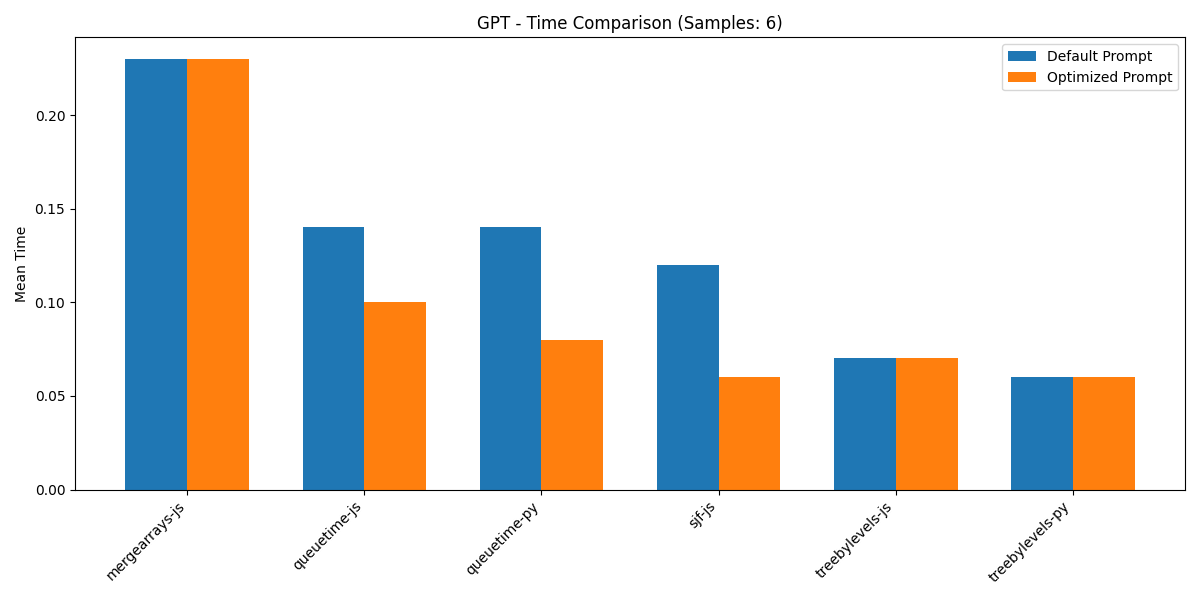 GPT - Time Comparison (Samples: 6)
Default Prompt
Optimized Prompt
Mean Time
0.20
0.15
0.10
0.05
0.00
mergearrays-js
queuetime-js
queuetime-py
sjf-js
treebylevels-js
treebylevels-py